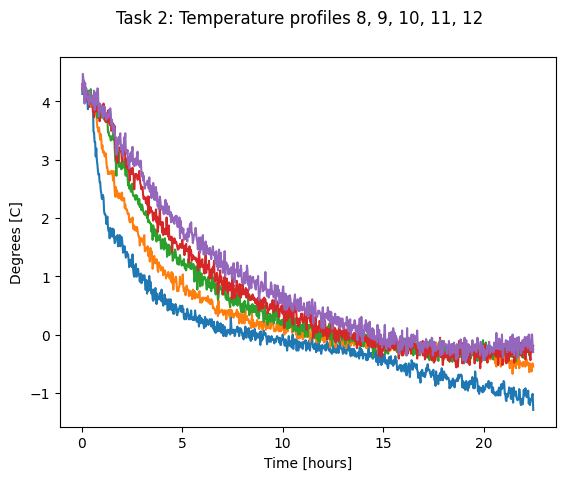 Task 2: Temperature profiles 8, 9, 10, 11, 12
4
3
2
1
0
−1
Degrees [C]
0 5 10 15 20
Time [hours]